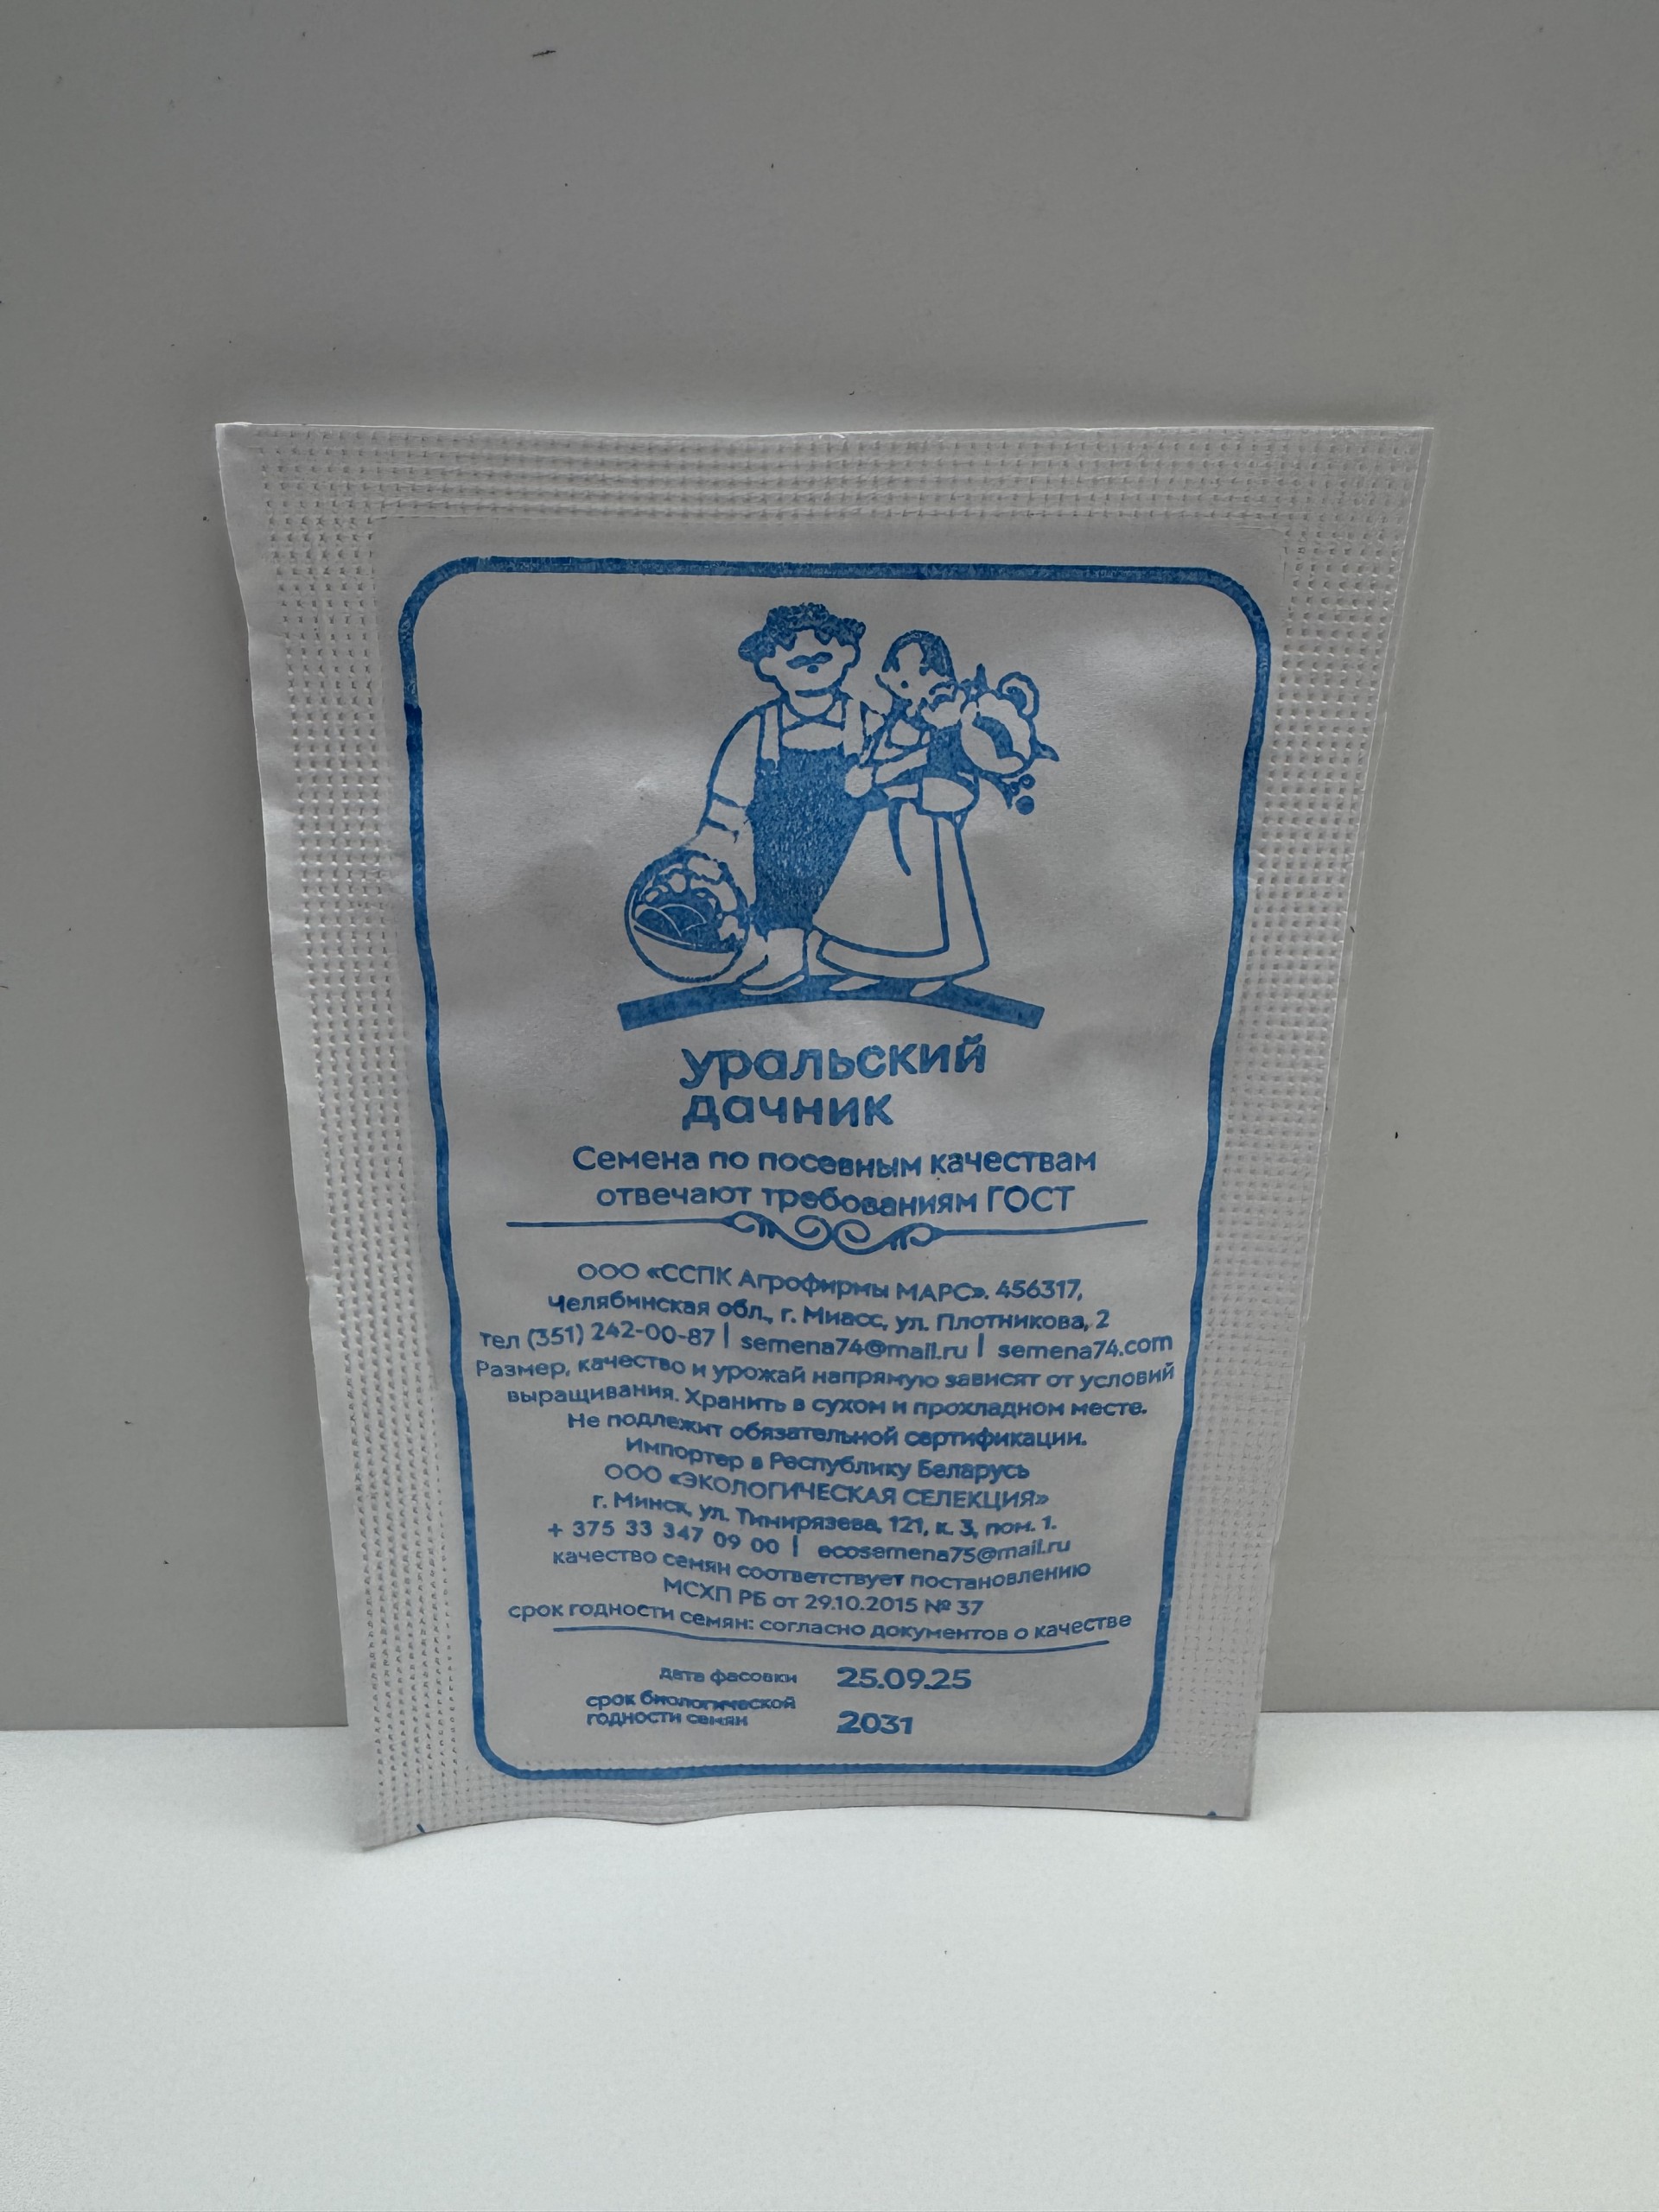 уральский
дачник
Семена по посевным качествам
отвечают требованиям ГОСТ
ООО «ССПК Агрофирмы МАРС». 456317,
Челябинская обл., г. Миасс, ул. Плотникова, 2
тел (351) 242-00-87 | semena74@mail.ru | semena74.com
Размер, качество и урожай напрямую зависят от условий
выращивания. Хранить в сухом и прохладном месте.
Не подлежит обязательной сертификации.
Импортер в Республику Беларусь
ООО «ЭКОЛОГИЧЕСКАЯ СЕЛЕКЦИЯ»
г. Минск, ул. Тимирязева, 121, к. 3, пом. 1.
+ 375 33 347 09 00 | ecosemena75@mail.ru
качество семян соответствует постановлению
МСХП РБ от 29.10.2015 № 37
срок годности семян: согласно документов о качестве
дата фасовки 25.09.25
срок биологической
годности семян 2031